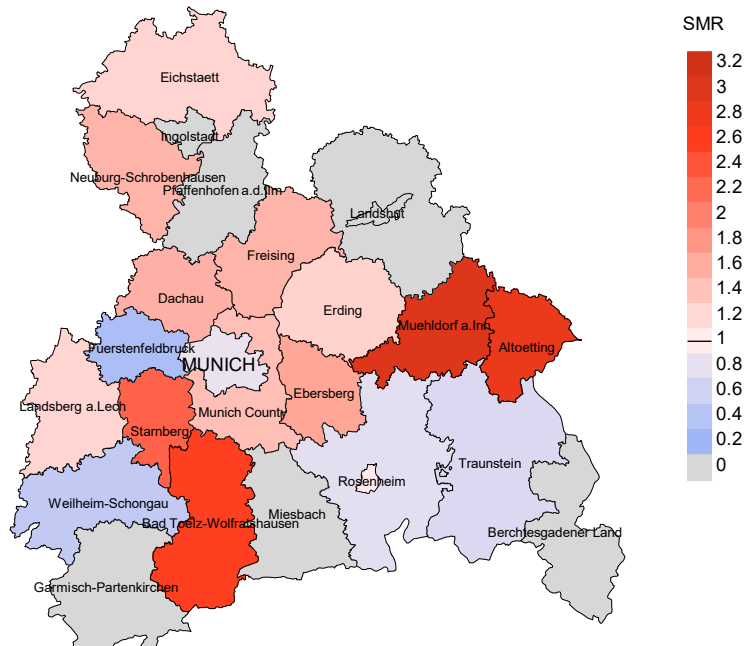 SMR
3.2
3
2.8
2.6
2.4
2.2
2
1.8
1.6
1.4
1.2
1
0.8
0.6
0.4
0.2
0
Eichstaett
Ingolstadt
Neuburg-Schrobenhausen
Pfaffenhofen a.d.Ilm
Landshut
Freising
Dachau
Erding
Muehldorf a.Inn
Altoetting
Fuerstenfeldbruck
MUNICH
Ebersberg
Landsberg a.Lech
Munich County
Starnberg
Traunstein
Rosenheim
Weilheim-Schongau
Miesbach
Bad Toelz-Wolfratshausen
Berchtesgadener Land
Garmisch-Partenkirchen